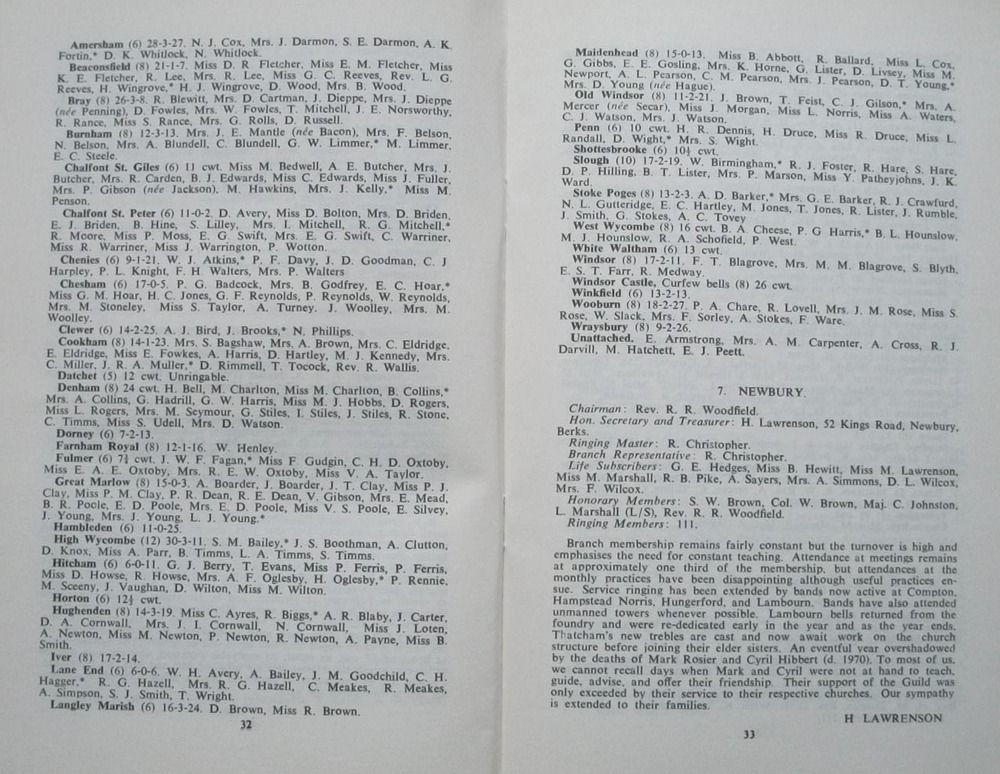 Amersham (6) 28-3-27. N. J. Cox, Mrs. J. Darmon, S. E. Darmon, A. K.
Fortin,* D. K. Whitlock, N. Whitlock.
Beaconsfield (8) 21-1-7. Miss D. R Fletcher, Miss E. M. Fletcher, Miss
K. E. Fletcher, R. Lee, Mrs. R. Lee, Miss G. C. Reeves, Rev. L. G.
Reeves, H. Wingrove,* H. J. Wingrove, D. Wood, Mrs. B. Wood.
Bray (8) 26-3-8. R. Blewitt, Mrs. D. Cartman, J. Dieppe, Mrs. J. Dieppe
(née Penning), D. Fowles, Mrs. W. Fowles, T. Mitchell, J. E. Norsworthy,
R. Rance, Miss S. Rance, Mrs. G. Rolls, D. Russell.
Burnham (8) 12-3-13. Mrs. J. E. Mantle (née Bacon), Mrs. F. Belson,
N. Belson, Mrs. A. Blundell, C. Blundell, G. W. Limmer,* M. Limmer,
E. C. Steele.
Chalfont St. Giles (6) 11 cwt. Miss M. Bedwell, A. E. Butcher, Mrs. J.
Butcher, Mrs. R. Carden, B. J. Edwards, Miss C. Edwards, Miss J. Fuller,
Mrs. P. Gibson (née Jackson), M. Hawkins, Mrs. J. Kelly,* Miss M.
Penson.
Chalfont St. Peter (6) 11-0-2. D. Avery, Miss D. Bolton, Mrs. D. Briden,
E. J. Briden, B. Hine, S. Lilley, Mrs. I. Mitchell, R. G. Mitchell,*
R. Moore, Miss P. Moss, E. G. Swift, Mrs. E. G. Swift, C. Warriner,
Miss R. Warriner, Miss J. Warrington, P. Wotton.
Chenies (6) 9-1-21. W. J. Atkins,* P. F. Davy, J. D. Goodman, C. J
Harpley, P. L. Knight, F. H. Walters, Mrs. P. Walters
Chesham (6) 17-0-5. P. G. Badcock, Mrs. B. Godfrey, E. C. Hoar,*
Miss G. M. Hoar, H. C. Jones, G. F. Reynolds, P. Reynolds, W. Reynolds,
Mrs. M. Stoneley, Miss S. Taylor, A. Turney. J. Woolley, Mrs. M.
Woolley.
Clewer (6) 14-2-25. A. J. Bird, J. Brooks,* N. Phillips.
Cookham (8) 14-1-23. Mrs. S. Bagshaw, Mrs. A. Brown, Mrs. C. Eldridge,
E. Eldridge, Miss E. Fowkes, A. Harris, D. Hartley, M. J. Kennedy, Mrs.
C. Miller, J. R. A. Muller,* D. Rimmell, T. Tocock, Rev. R. Wallis.
Datchet (5) 12 cwt. Unringable.
Denham (8) 24 cwt. H. Bell, M. Charlton, Miss M. Charlton, B. Collins,*
Mrs. A. Collins, G. Hadrill, G. W. Harris, Miss M. J. Hobbs, D. Rogers,
Miss L. Rogers, Mrs. M. Seymour, G. Stiles, I. Stiles, J. Stiles, R. Stone,
C. Timms, Miss S. Udell, Mrs. D. Watson.
Dorney (6) 7-2-13.
Farnham Royal (8) 12-1-16. W. Henley.
Fulmer (6) 7½ cwt. J. W. F. Fagan,* Miss F. Gudgin, C. H. D. Oxtoby,
Miss E. A. E. Oxtoby, Mrs. R. E. W. Oxtoby, Miss V. A. Taylor.
Great Marlow (8) 15-0-3. A. Boarder, J. Boarder, J. T. Clay, Miss P. J.
Clay, Miss P. M. Clay, P. R. Dean, R. E. Dean, V. Gibson, Mrs. E. Mead,
B. R. Poole, E. D. Poole, Mrs. E. D. Poole, Miss V. S. Poole, E. Silvey,
J. Young, Mrs. J. Young, L. J. Young.*
Hambleden (6) 11-0-25.
High Wycombe (12) 30-3-11. S. M. Bailey,* J. S. Boothman, A. Clutton,
D. Knox, Miss A. Parr, B. Timms, L. A. Timms, S. Timms.
Hitcham (6) 6-0-11. G. J. Berry, T. Evans, Miss P. Ferris, P. Ferris,
Miss D. Howse, R. Howse, Mrs. A. F. Oglesby, H. Oglesby,* P. Rennie,
M. Sceeny, J. Vaughan, D. Wilton, Miss M. Wilton.
Horton (6) 12½ cwt.
Hughenden (8) 14-3-19. Miss C. Ayres, R. Biggs,* A. R. Blaby, J. Carter,
D. A. Cornwall, Mrs. J. I. Cornwall, N. Cornwall, Miss J. Loten,
A. Newton, Miss M. Newton, P. Newton, R. Newton, A. Payne, Miss B.
Smith.
Iver (8) 17-2-14.
Lane End (6) 6-0-6. W. H. Avery, A. Bailey, J. M. Goodchild, C. H.
Hagger,* R. G. Hazell, Mrs. R. G. Hazell, C. Meakes, R. Meakes,
A. Simpson, S. J. Smith, T. Wright.
Langley Marish (6) 16-3-24. D. Brown, Miss R. Brown.
32
Maidenhead (8) 15-0-13. Miss B. Abbott, R. Ballard, Miss L. Cox,
G. Gibbs, E. E. Gosling, Mrs. K. Horne, G. Lister, D. Livsey, Miss M.
Newport, A. L. Pearson, C. M. Pearson, Mrs. J. Pearson, D. T. Young,*
Mrs. D. Young (née Hague).
Old Windsor (8) 11-2-21. J. Brown, T. Feist, C. J. Gilson,* Mrs. A.
Mercer (née Secar), Miss J. Morgan, Miss L. Norris, Miss A. Waters,
C. J. Watson, Mrs. J. Watson.
Penn (6) 10 cwt. H. R. Dennis, H. Druce, Miss R. Druce, Miss L.
Randall, D. Wight,* Mrs. S. Wight.
Shottesbrooke (6) 10½ cwt.
Slough (10) 17-2-19. W. Birmingham,* R. J. Foster, R. Hare, S. Hare,
D. P. Hilling, B. T. Lister, Mrs. P. Marson, Miss Y. Patheyjohns, J. K.
Ward.
Stoke Poges (8) 13-2-3. A. D. Barker,* Mrs. G. E. Barker, R. J. Crawfurd,
N. L. Gutteridge, E. C. Hartley, M. Jones, T. Jones, R. Lister, J. Rumble,
J. Smith, G. Stokes, A. C. Tovey
West Wycombe (8) 16 cwt. B. A. Cheese, P. G Harris,* B. L. Hounslow,
M. J. Hounslow, R. A. Schofield, P. West.
White Waltham (6) 13 cwt.
Windsor (8) 17-2-11. F. T. Blagrove, Mrs. M. M. Blagrove, S. Blyth,
E. S. T. Farr, R. Medway.
Windsor Castle, Curfew bells (8) 26 cwt.
Winkfield (6) 13-2-13.
Wooburn (8) 18-2-27. P. A. Chare, R. Lovell, Mrs. J. M. Rose, Miss S.
Rose, W. Slack, Mrs. F. Sorley, A. Stokes, F. Ware.
Wraysbury (8) 9-2-26.
Unattached. E. Armstrong, Mrs. A. M. Carpenter, A. Cross, R. J.
Darvill, M. Hatchett, E. J. Peett.
7. NEWBURY.
Chairman: Rev. R. R. Woodfield.
Hon. Secretary and Treasurer: H. Lawrenson, 52 Kings Road, Newbury,
Berks.
Ringing Master: R. Christopher.
Branch Representative: R. Christopher.
Life Subscribers: G. E. Hedges, Miss B. Hewitt, Miss M. Lawrenson,
Miss M. Marshall, R. B. Pike, A. Sayers, Mrs. A. Simmons, D. L. Wilcox,
Mrs. F. Wilcox.
Honorary Members: S. W. Brown, Col. W. Brown, Maj. C. Johnston,
L. Marshall (L/S), Rev. R. R. Woodfield.
Ringing Members: 111.
Branch membership remains fairly constant but the turnover is high and
emphasises the need for constant teaching. Attendance at meetings remains
at approximately one third of the membership, but attendances at the
monthly practices have been disappointing although useful practices en-
sue. Service ringing has been extended by bands now active at Compton,
Hampstead Norris, Hungerford, and Lambourn. Bands have also attended
unmanned towers whenever possible. Lambourn bells returned from the
foundry and were re-dedicated early in the year and as the year ends,
Thatcham's new trebles are cast and now await work on the church
structure before joining their elder sisters. An eventful year overshadowed
by the deaths of Mark Rosier and Cyril Hibbert (d. 1970). To most of us,
we cannot recall days when Mark and Cyril were not at hand to teach,
guide, advise, and offer their friendship. Their support of the Guild was
only exceeded by their service to their respective churches. Our sympathy
is extended to their families.
H LAWRENSON
33